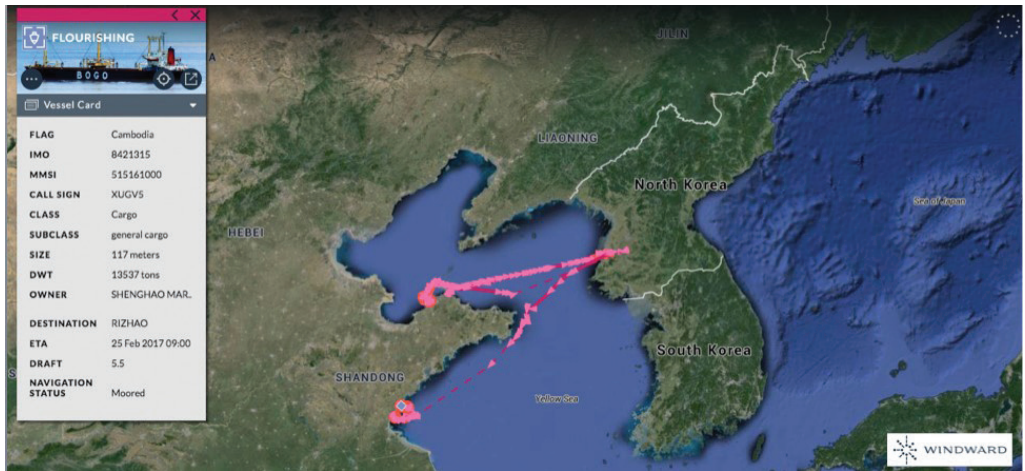 FLOURISHING
BOGO
Vessel Card
FLAG Cambodia
IMO 8421315
MMSI 515161000
CALL SIGN XUGV5
CLASS Cargo
SUBCLASS general cargo
SIZE 117 meters
DWT 13537 tons
OWNER SHENGHAO MAR..
DESTINATION RIZHAO
ETA 25 Feb 2017 09:00
DRAFT 5.5
NAVIGATION
STATUS Moored
JILIN
LIAONING
North Korea
Sea of Japan
HEBEI
South Korea
SHANDONG
Yellow Sea
WINDWARD